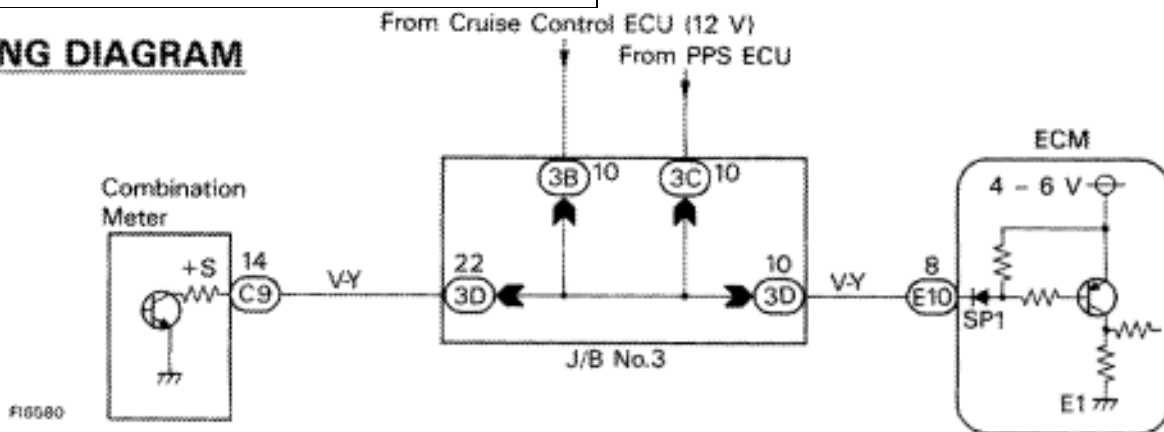 From Cruise Control ECU (12 V)
NG DIAGRAM
From PPS ECU
ECM
3B 10
3C 10
4 - 6 V
Combination
Meter
+S
14
C9
V-Y
22
3D
10
3D
V-Y
8
E10
SP1
J/B No.3
E1
FI6580